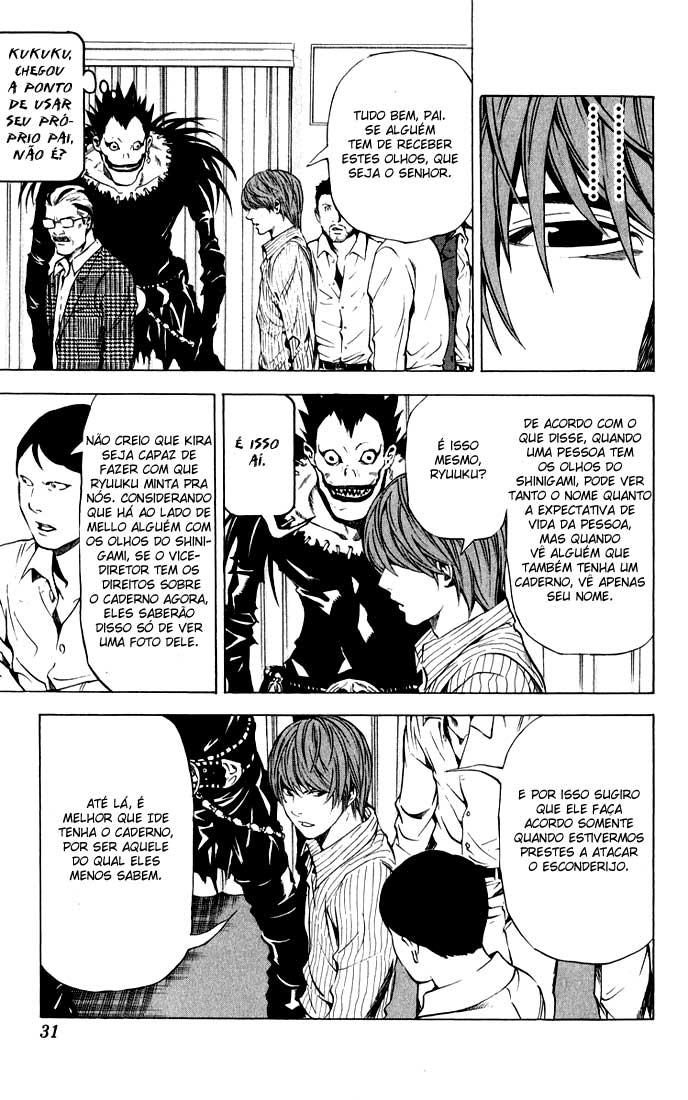 TUDO BEM, PAI.
SE ALGUÉM
TEM DE RECEBER
ESTES OLHOS, QUE
SEJA O SENHOR.
KUKUKU,
CHEGOU
A PONTO
DE USAR
SEU PRÓ-
PRIO PAI,
NÃO É?
DE ACORDO COM O
QUE DISSE, QUANDO
UMA PESSOA TEM
OS OLHOS DO
SHINIGAMI, PODE VER
TANTO O NOME QUANTO
A EXPECTATIVA DE
VIDA DA PESSOA,
MAS QUANDO
VÊ ALGUÉM QUE
TAMBÉM TENHA UM
CADERNO, VÊ APENAS
SEU NOME.
É ISSO
MESMO,
RYUUKU?
É ISSO
AÍ.
NÃO CREIO QUE KIRA
SEJA CAPAZ DE
FAZER COM QUE
RYUUKU MINTA PRA
NÓS. CONSIDERANDO
QUE HÁ AO LADO DE
MELLO ALGUÉM COM
OS OLHOS DO SHINI-
GAMI, SE O VICE-
DIRETOR TEM OS
DIREITOS SOBRE
O CADERNO AGORA,
ELES SABERÃO
DISSO SÓ DE VER
UMA FOTO DELE.
E POR ISSO SUGIRO
QUE ELE FAÇA
ACORDO SOMENTE
QUANDO ESTIVERMOS
PRESTES A ATACAR
O ESCONDERIJO.
ATÉ LÁ, É
MELHOR QUE IDE
TENHA O CADERNO,
POR SER AQUELE
DO QUAL ELES
MENOS SABEM.
31